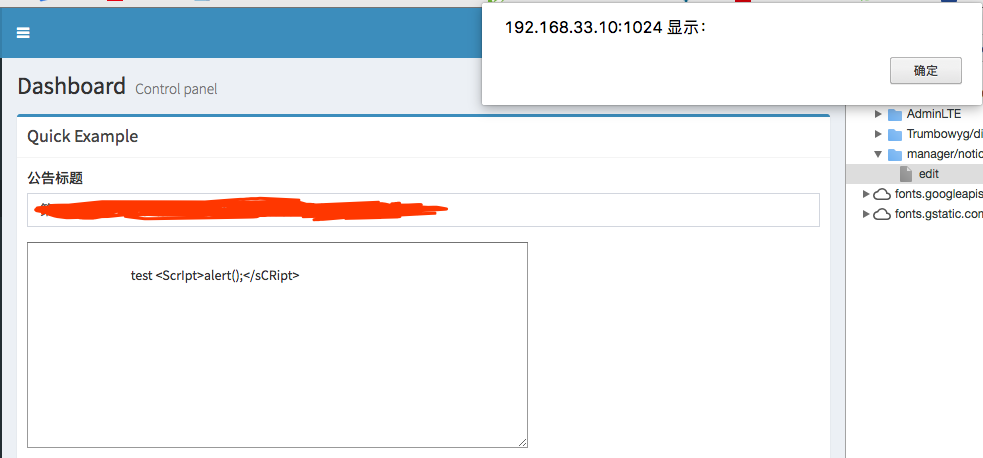 192.168.33.10:1024 显示：
确定
Dashboard Control panel
Quick Example
公告标题
test <ScrIpt>alert();</sCRipt>
AdminLTE
Trumbowyg/di
manager/notic
edit
fonts.googleapis
fonts.gstatic.com